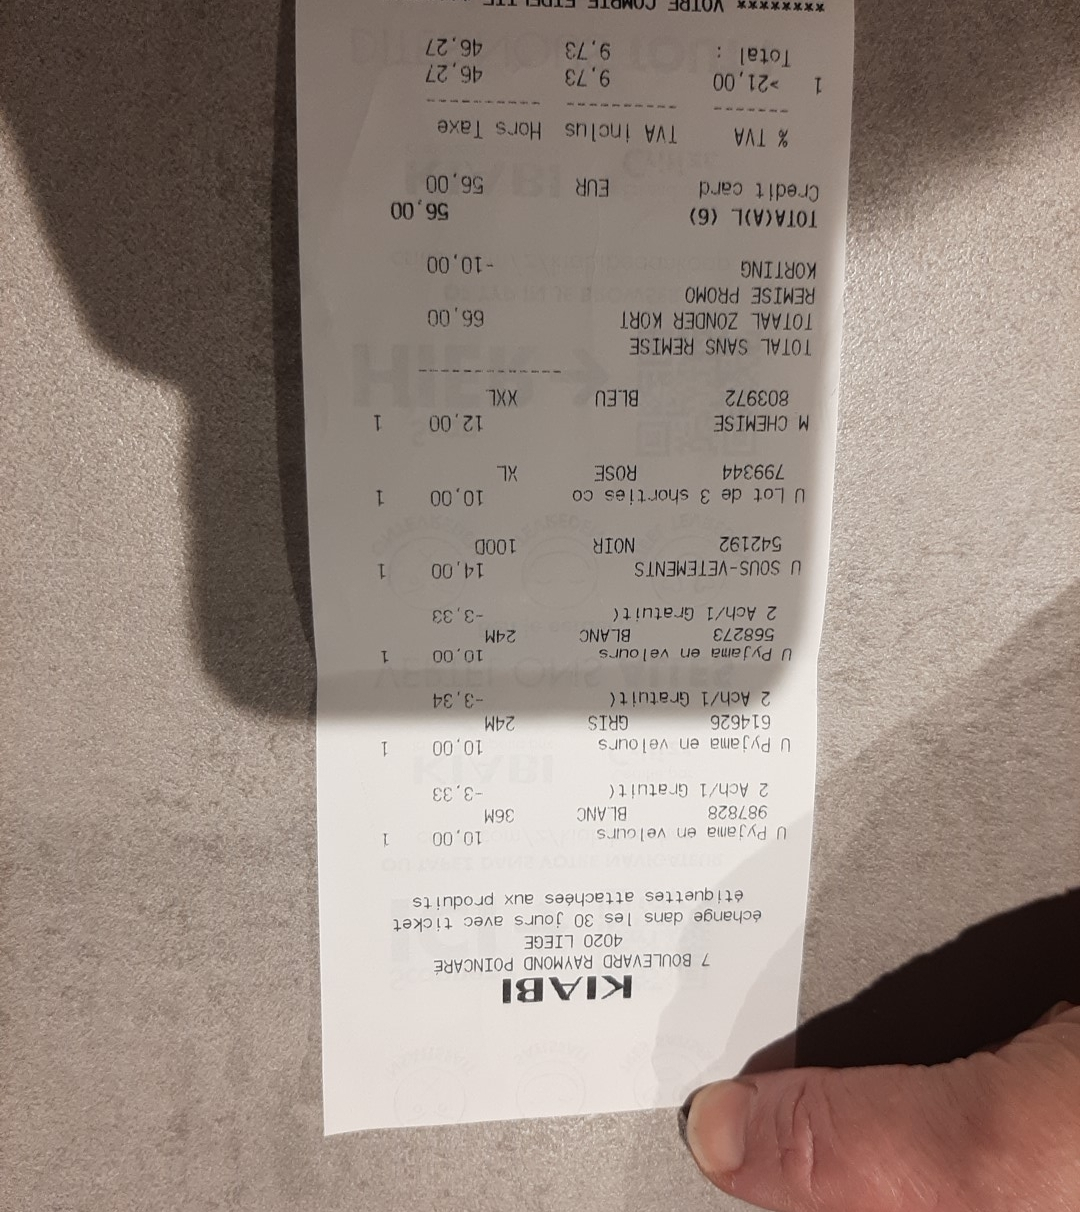 KIABI
7 BOULEVARD RAYMOND POINCARÉ
4020 LIEGE
échange dans les 30 jours avec ticket
étiquettes attachées aux produits
U Pyjama en velours 10,00 1
987828 BLANC 36M
2 Ach/1 Gratuit( -3,33
U Pyjama en velours 10,00 1
614626 GRIS 24M
2 Ach/1 Gratuit( -3,34
U Pyjama en velours 10,00 1
568273 BLANC 24M
2 Ach/1 Gratuit( -3,33
U SOUS-VETEMENTS 14,00 1
542192 NOIR 100D
U Lot de 3 shorties co 10,00 1
799344 ROSE XL
M CHEMISE 12,00 1
803972 BLEU XXL
--------------
TOTAL SANS REMISE
TOTAAL ZONDER KORT 66,00
REMISE PROMO
KORTING -10,00
TOTA(A)L (6) 56,00
Credit card EUR 56,00
% TVA TVA inclus Hors Taxe
------- ---------- -----------
1 >21,00 9,73 46,27
Total : 9,73 46,27
******** VOTRE COMPTE FIDELITE